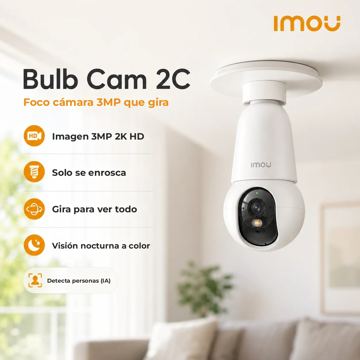 imou
Bulb Cam 2C
Foco cámara 3MP que gira
HD
Imagen 3MP 2K HD
Solo se enrosca
imou
Gira para ver todo
Visión nocturna a color
Detecta personas (IA)